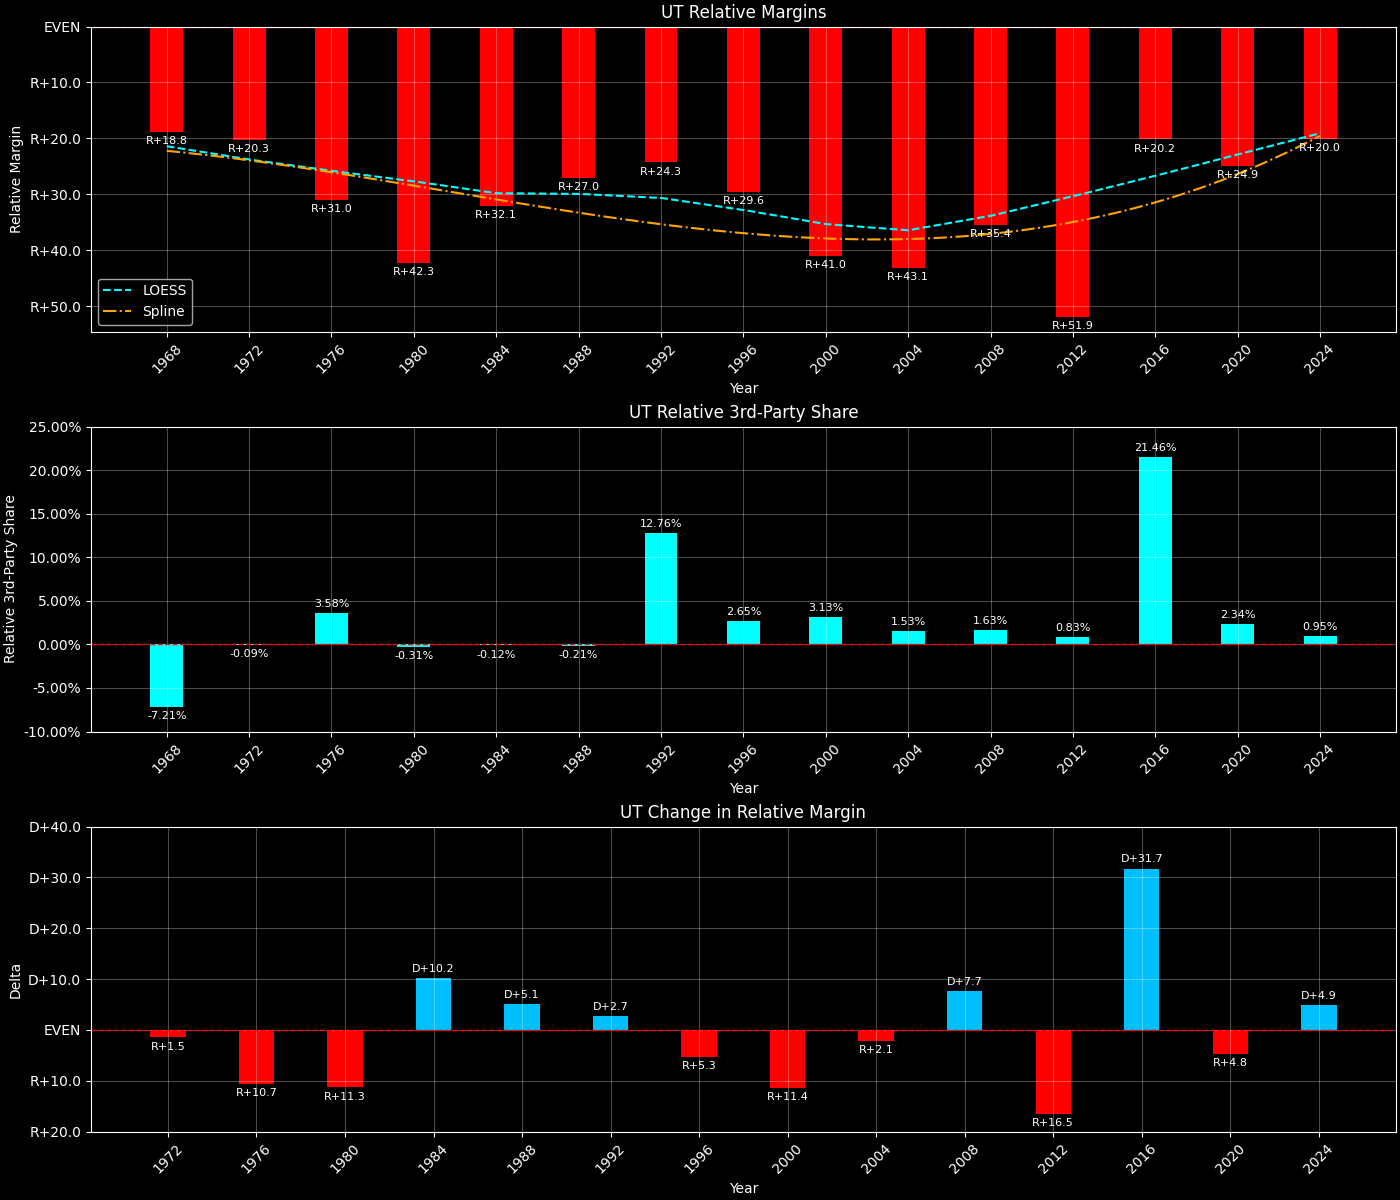 UT Relative Margins
EVEN
R+10.0
R+20.0
R+30.0
R+40.0
R+50.0
Relative Margin
R+18.8
R+20.3
R+31.0
R+42.3
R+32.1
R+27.0
R+24.3
R+29.6
R+41.0
R+43.1
R+35.4
R+51.9
R+20.2
R+24.9
R+20.0
LOESS
Spline
1968
1972
1976
1980
1984
1988
1992
1996
2000
2004
2008
2012
2016
2020
2024
Year
UT Relative 3rd-Party Share
25.00%
20.00%
15.00%
10.00%
5.00%
0.00%
-5.00%
-10.00%
Relative 3rd-Party Share
-7.21%
-0.09%
3.58%
-0.31%
-0.12%
-0.21%
12.76%
2.65%
3.13%
1.53%
1.63%
0.83%
21.46%
2.34%
0.95%
1968
1972
1976
1980
1984
1988
1992
1996
2000
2004
2008
2012
2016
2020
2024
Year
UT Change in Relative Margin
D+40.0
D+30.0
D+20.0
D+10.0
EVEN
R+10.0
R+20.0
Delta
R+1.5
R+10.7
R+11.3
D+10.2
D+5.1
D+2.7
R+5.3
R+11.4
R+2.1
D+7.7
R+16.5
D+31.7
R+4.8
D+4.9
1972
1976
1980
1984
1988
1992
1996
2000
2004
2008
2012
2016
2020
2024
Year